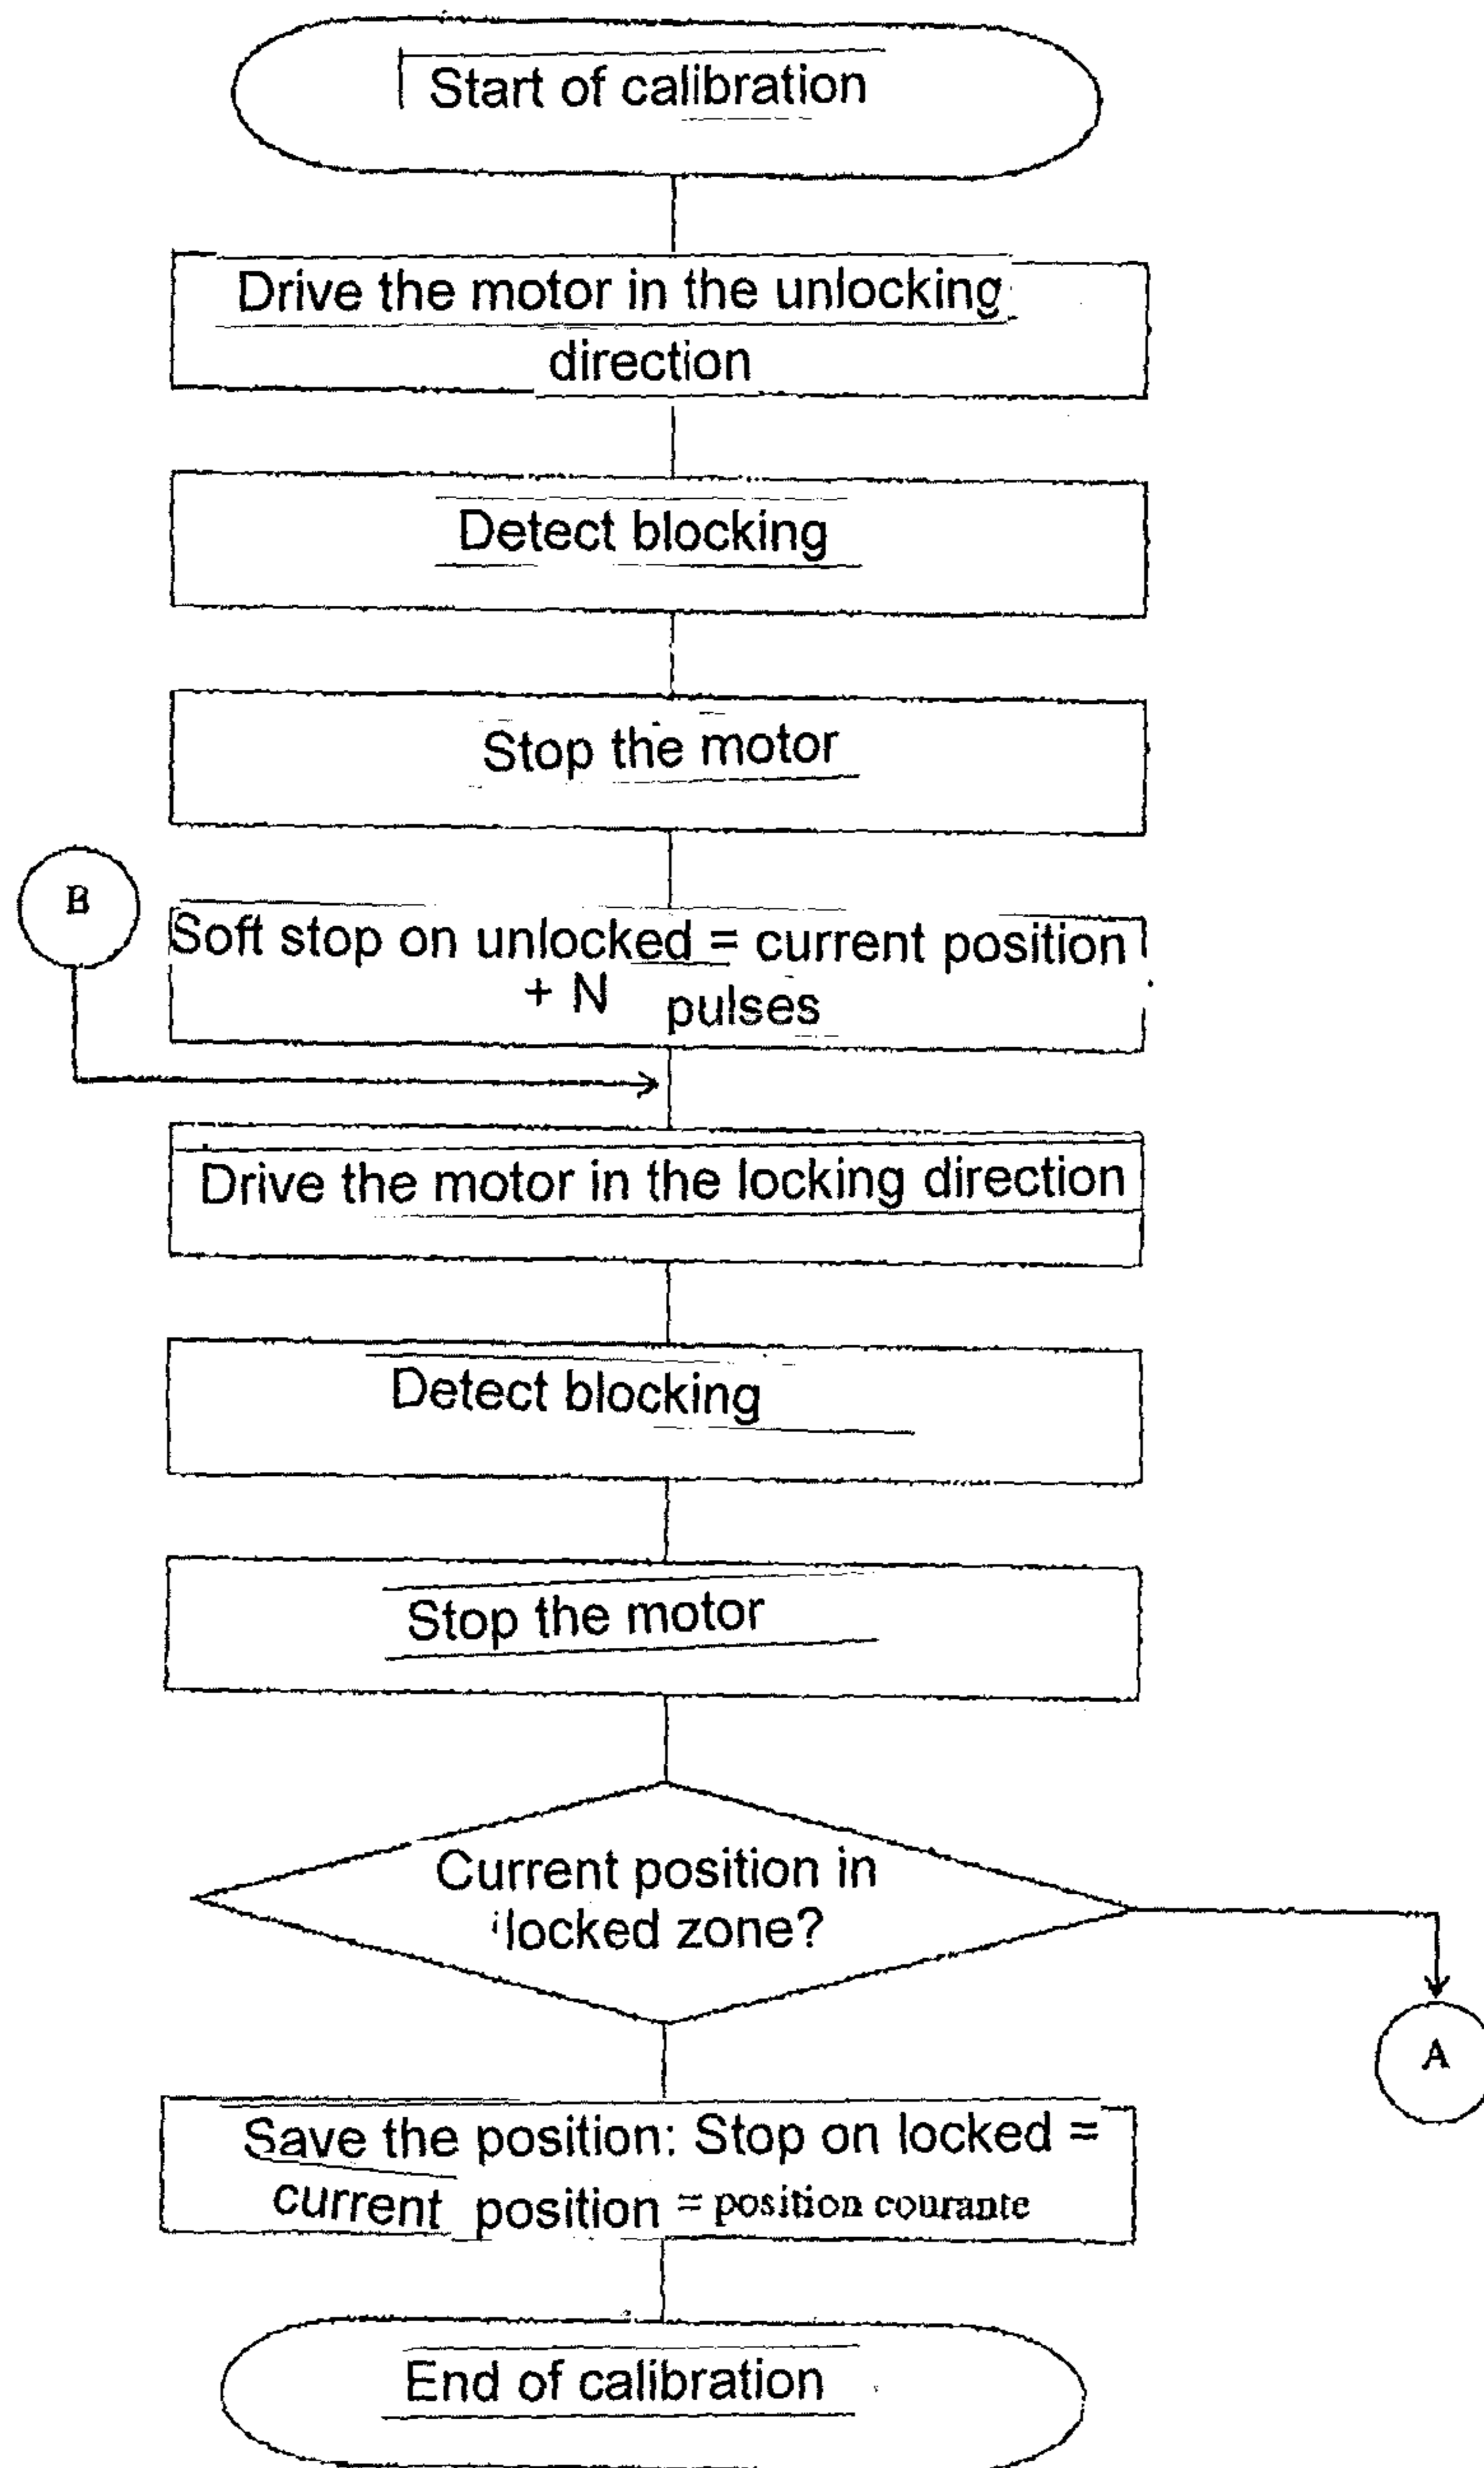 Start of calibration
Drive the motor in the unlocking
direction
Detect blocking
Stop the motor
B
Soft stop on unlocked = current position
+ N pulses
Drive the motor in the locking direction
Detect blocking
Stop the motor
Current position in
locked zone?
A
Save the position: Stop on locked =
current position = position courante
End of calibration